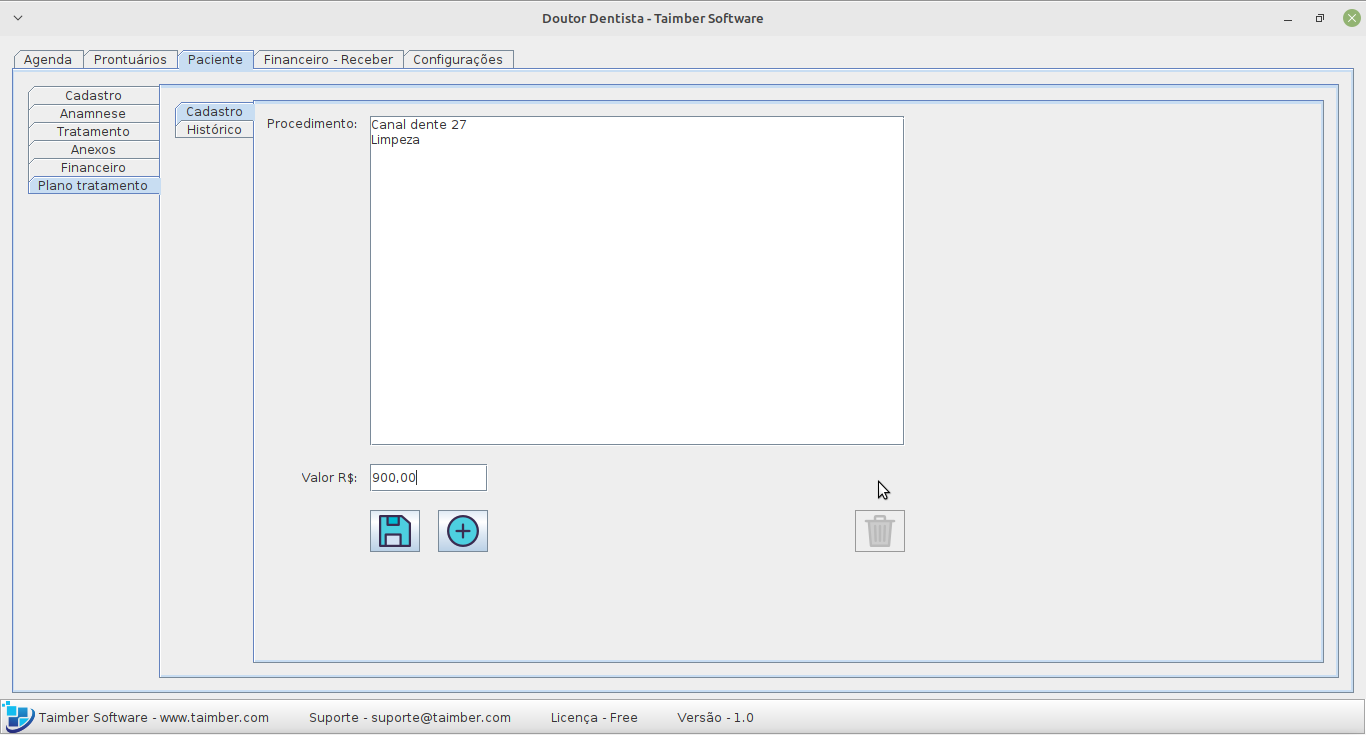 Doutor Dentista - Taimber Software
Agenda
Prontuários
Paciente
Financeiro - Receber
Configurações
Cadastro
Anamnese
Tratamento
Anexos
Financeiro
Plano tratamento
Cadastro
Histórico
Procedimento:
Canal dente 27
Limpeza
Valor R$:
900,00
Taimber Software - www.taimber.com
Suporte - suporte@taimber.com
Licença - Free
Versão - 1.0